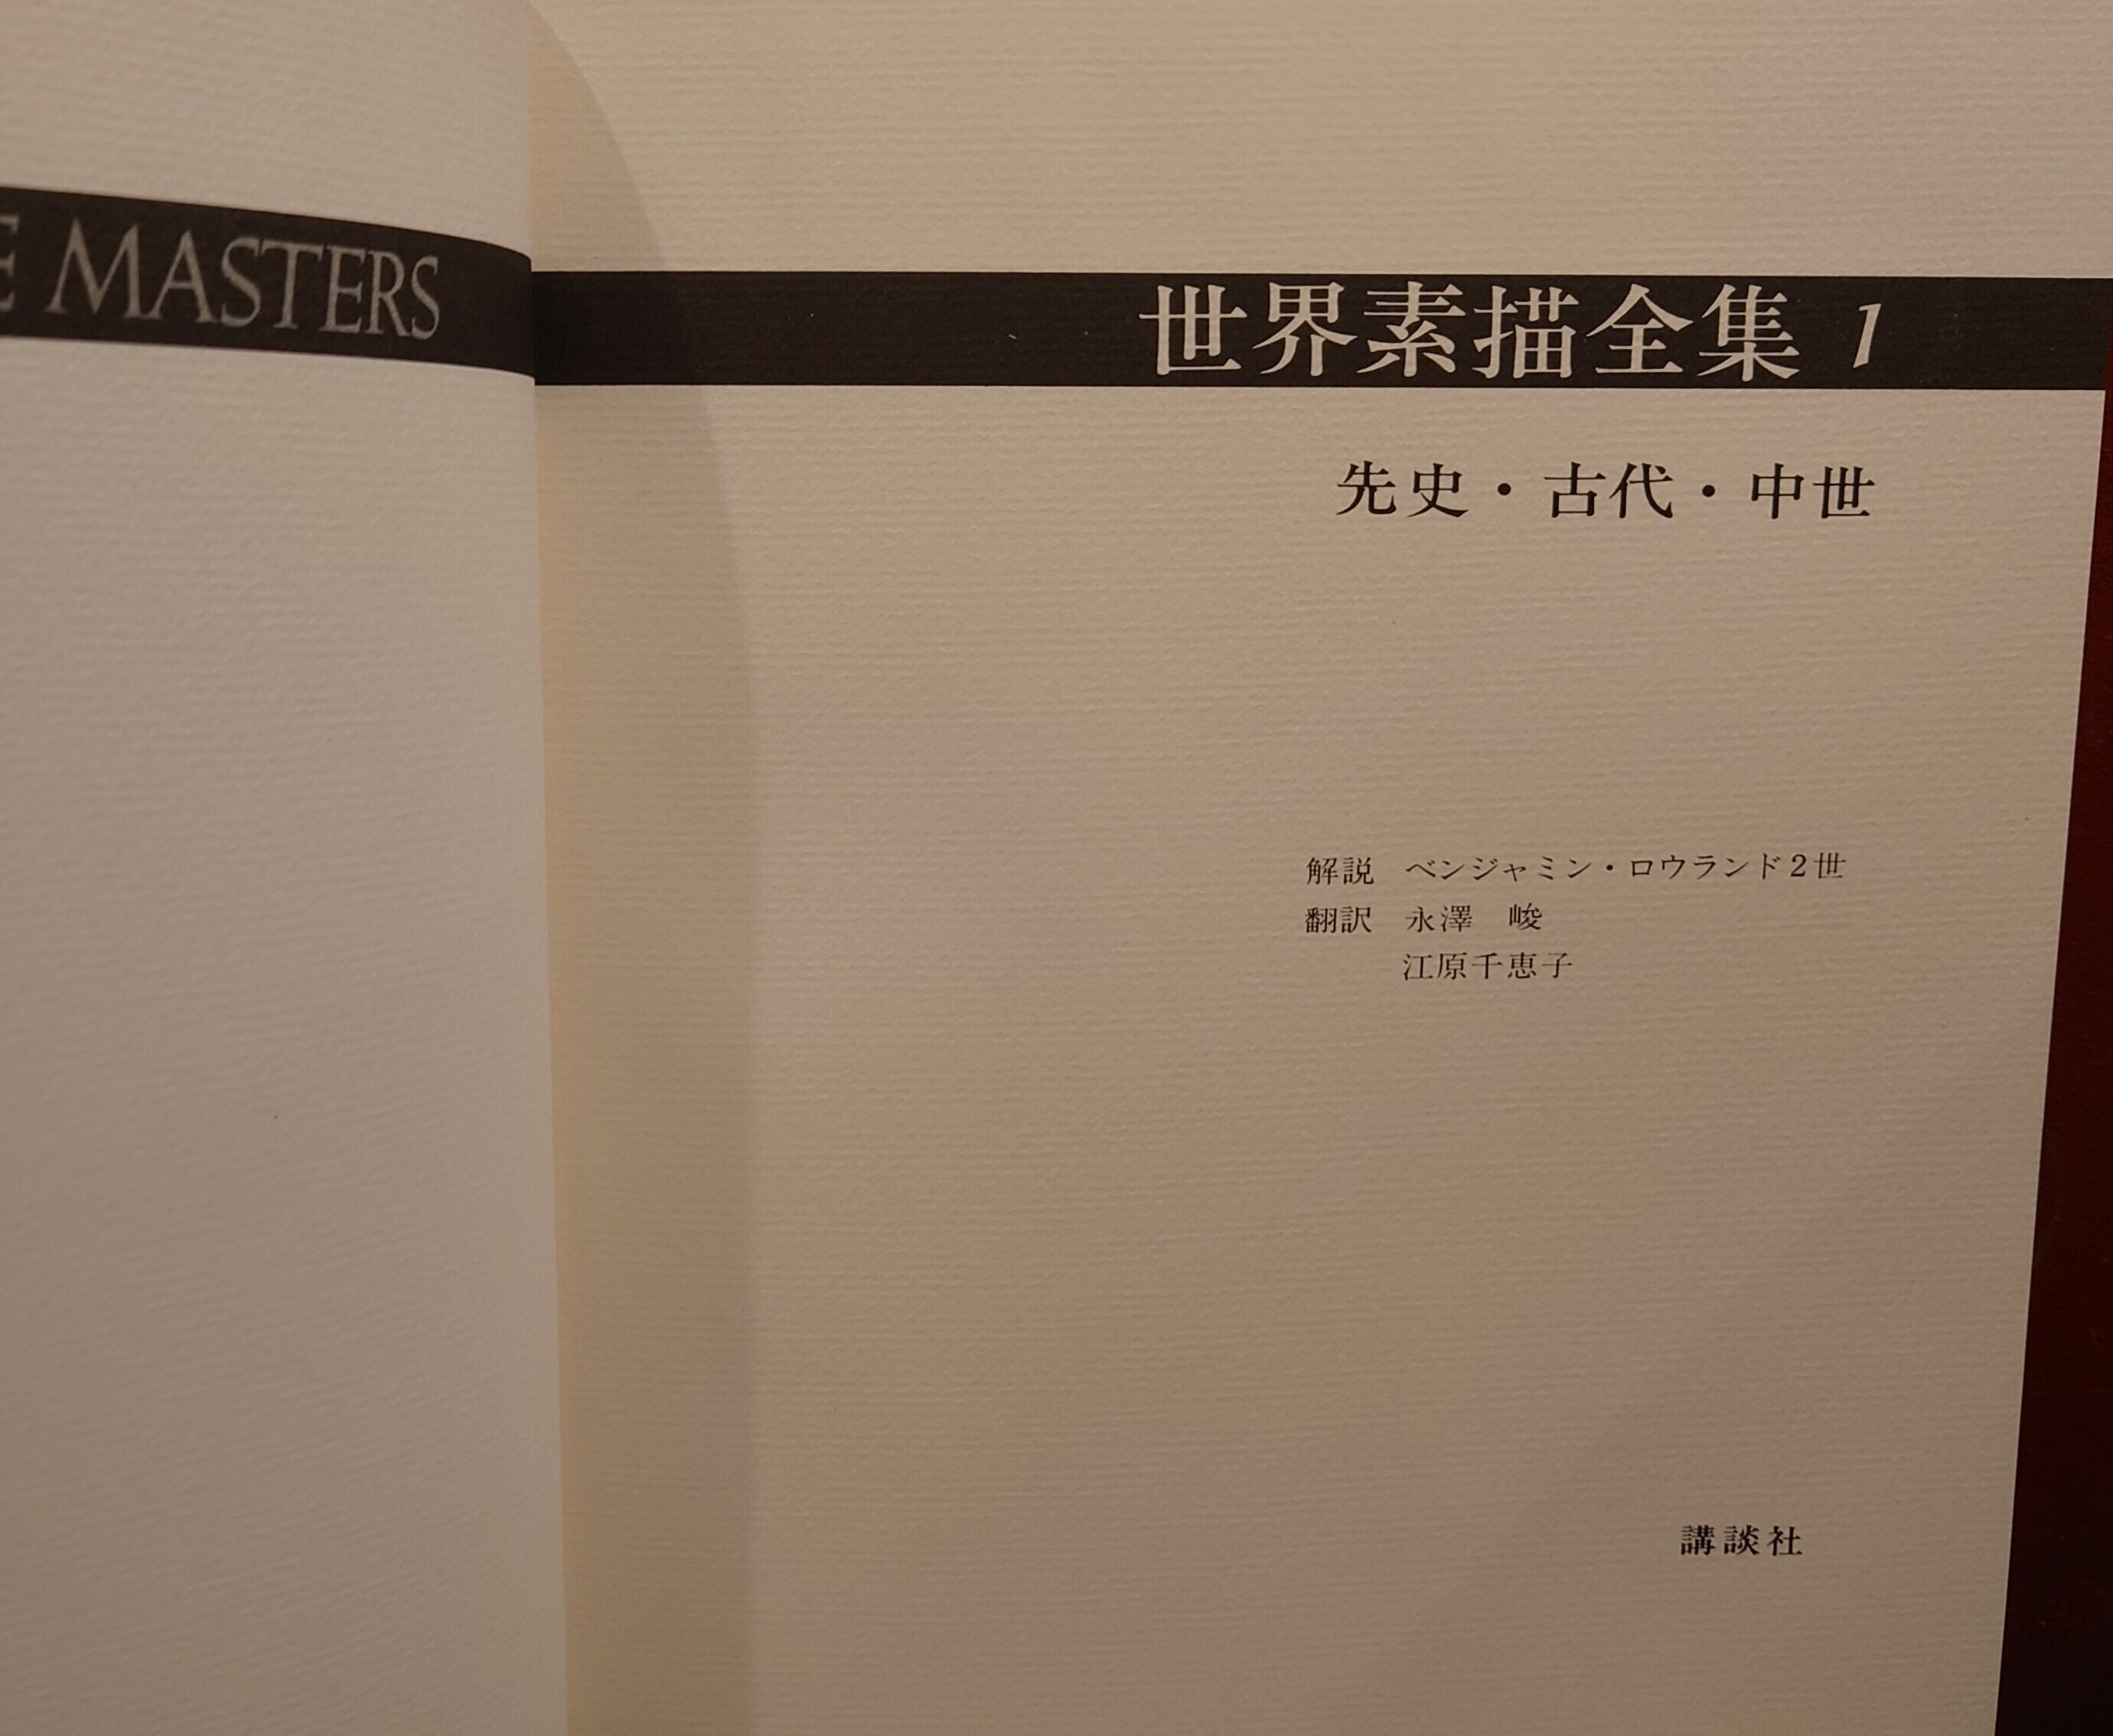 E MASTERS
世界素描全集 1
先史・古代・中世
解説 ベンジャミン・ロウランド2世
翻訳 永澤 峻
江原千恵子
講談社